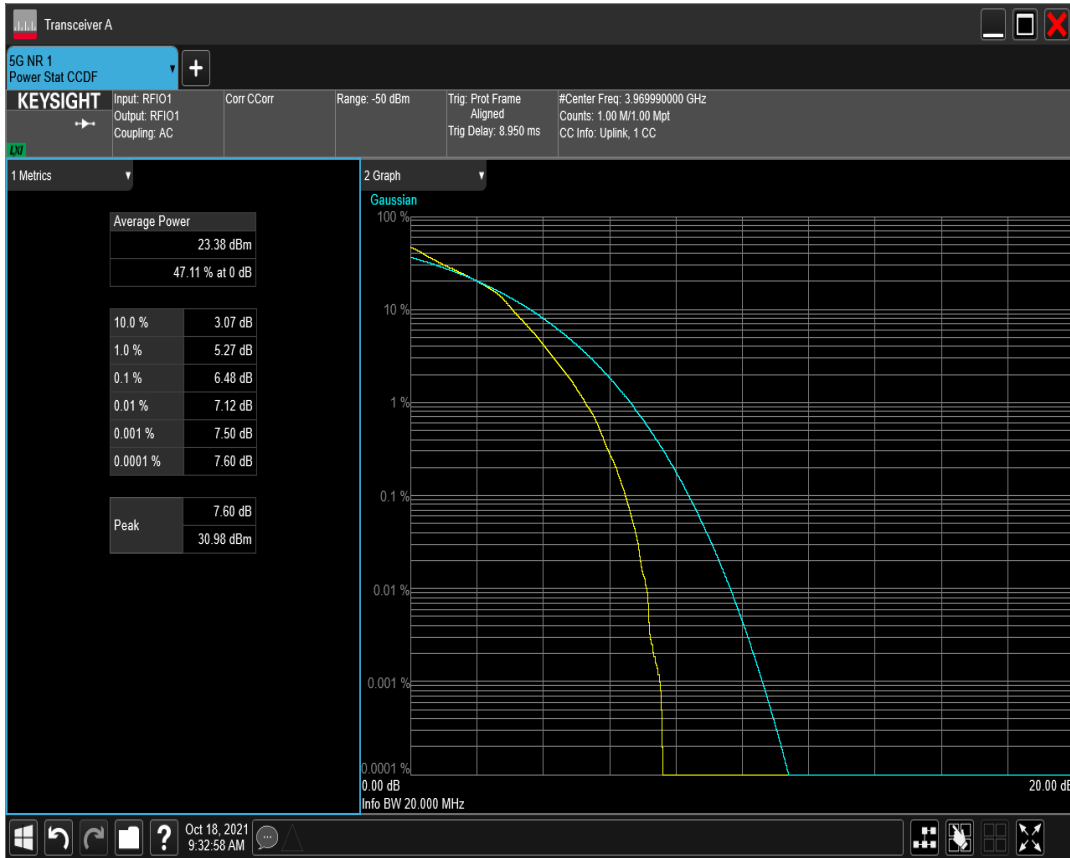 Transceiver A
5G NR 1
Power Stat CCDF
+
KEYSIGHT
LXI
Input: RFIO1
Output: RFIO1
Coupling: AC
Corr CCorr
Range: -50 dBm
Trig: Prot Frame
Aligned
Trig Delay: 8.950 ms
#Center Freq: 3.969990000 GHz
Counts: 1.00 M/1.00 Mpt
CC Info: Uplink, 1 CC
1 Metrics
Average Power
23.38 dBm
47.11 % at 0 dB
10.0 % 3.07 dB
1.0 % 5.27 dB
0.1 % 6.48 dB
0.01 % 7.12 dB
0.001 % 7.50 dB
0.0001 % 7.60 dB
Peak 7.60 dB
30.98 dBm
2 Graph
Gaussian
100 %
10 %
1 %
0.1 %
0.01 %
0.001 %
0.0001 %
0.00 dB 20.00 dB
Info BW 20.000 MHz
?
Oct 18, 2021
9:32:58 AM